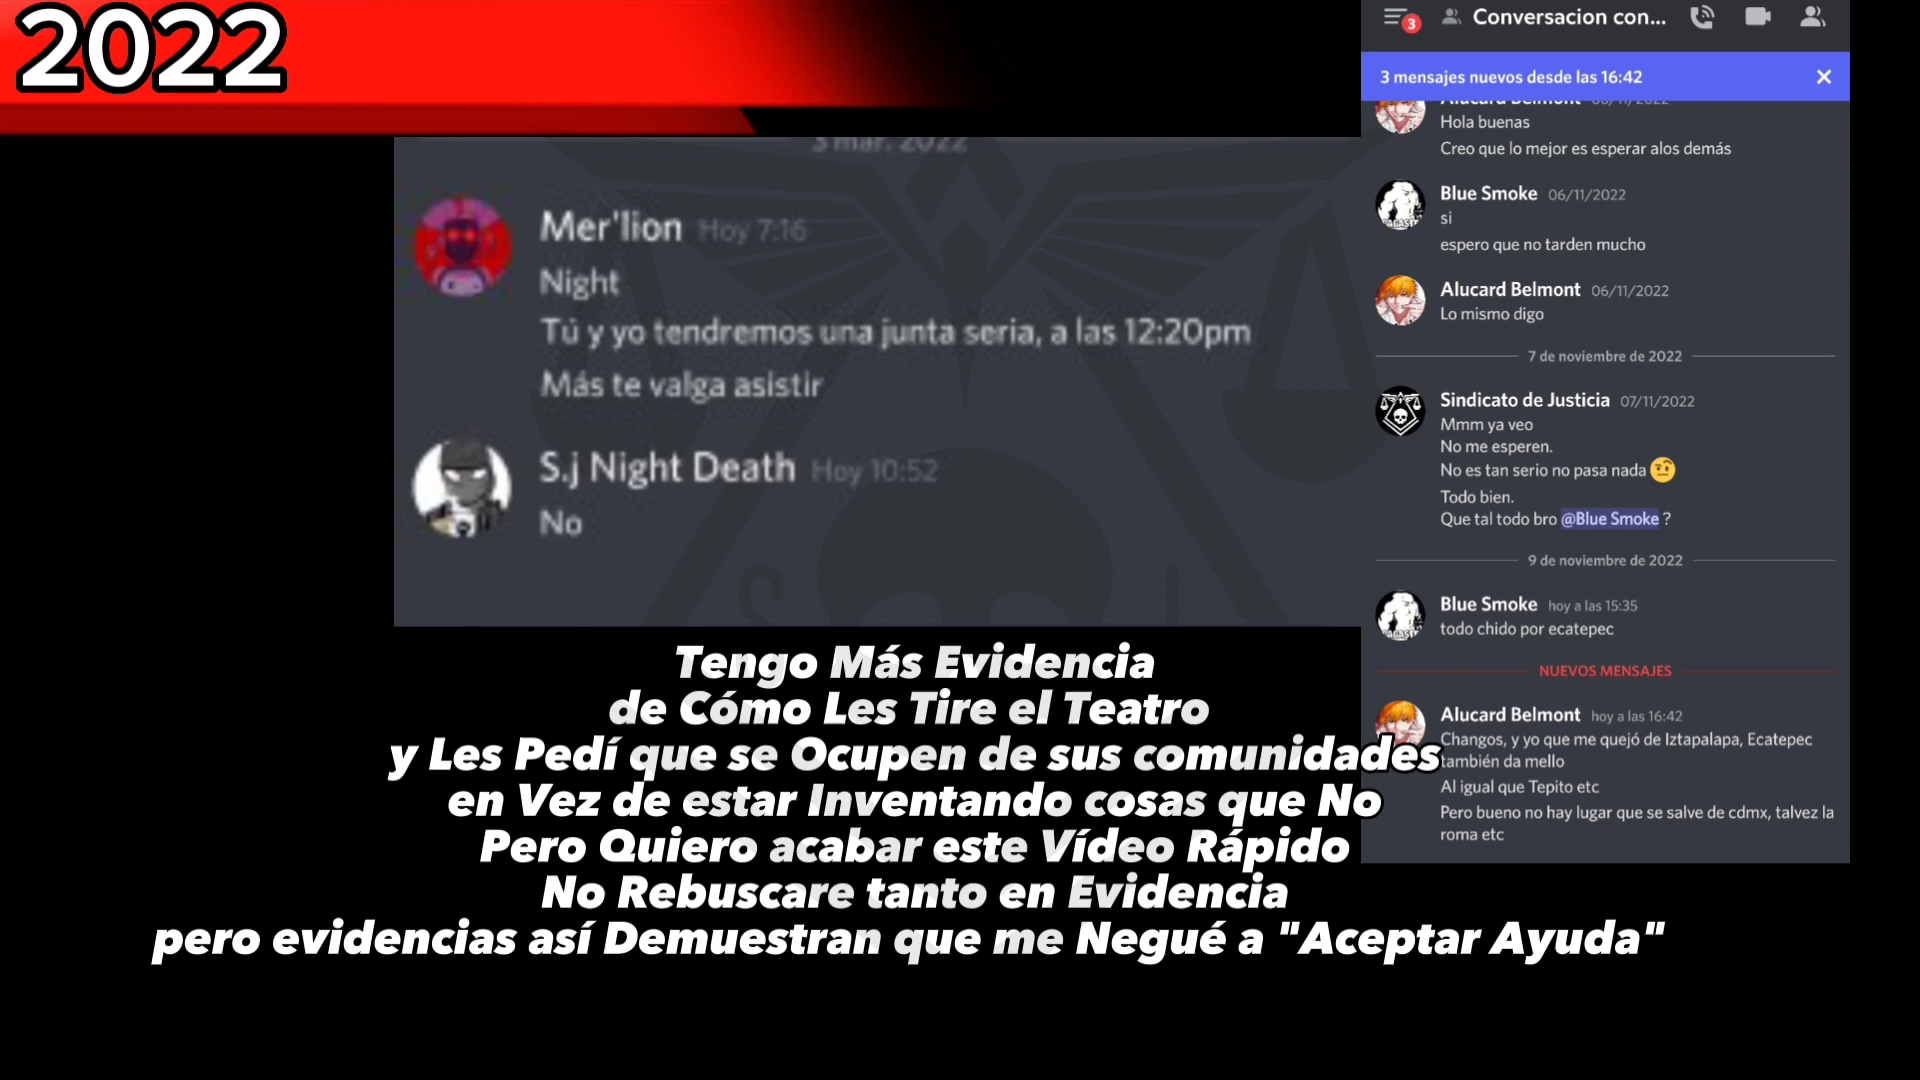 2022
3 mar. 2022
Mer'lion Hoy 7:16
Night
Tú y yo tendremos una junta seria, a las 12:20pm
Más te valga asistir
S.j Night Death Hoy 10:52
No
S J
Tengo Más Evidencia
de Cómo Les Tire el Teatro
y Les Pedí que se Ocupen de sus comunidades
en Vez de estar Inventando cosas que No
Pero Quiero acabar este Vídeo Rápido
No Rebuscare tanto en Evidencia
pero evidencias así Demuestran que me Negué a "Aceptar Ayuda"
3
Conversacion con...
3 mensajes nuevos desde las 16:42
Alucard Belmont 06/11/2022
Hola buenas
Creo que lo mejor es esperar alos demás
Blue Smoke 06/11/2022
si
espero que no tarden mucho
Alucard Belmont 06/11/2022
Lo mismo digo
7 de noviembre de 2022
Sindicato de Justicia 07/11/2022
Mmm ya veo
No me esperen.
No es tan serio no pasa nada 🤨
Todo bien.
Que tal todo bro @Blue Smoke ?
9 de noviembre de 2022
Blue Smoke hoy a las 15:35
todo chido por ecatepec
NUEVOS MENSAJES
Alucard Belmont hoy a las 16:42
Changos, y yo que me quejó de Iztapalapa, Ecatepec
también da mello
Al igual que Tepito etc
Pero bueno no hay lugar que se salve de cdmx, talvez la
roma etc